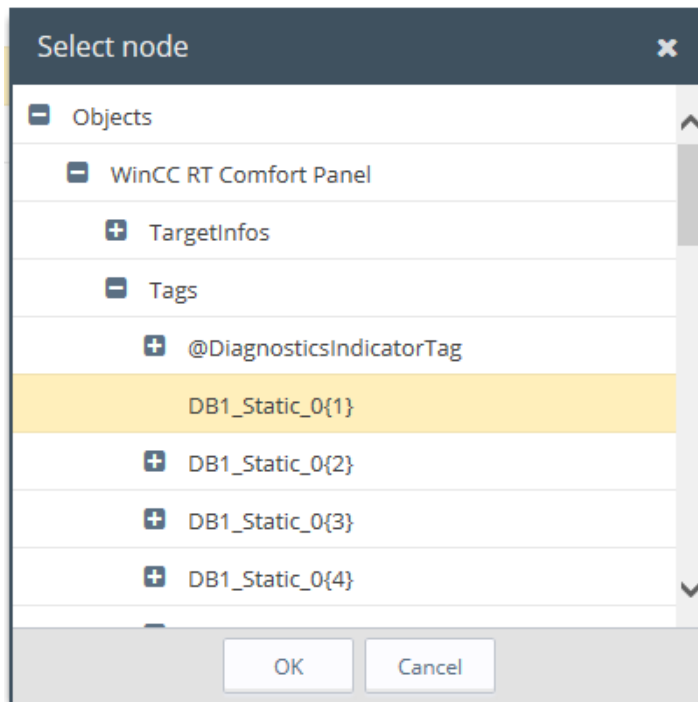 Select node
Objects
WinCC RT Comfort Panel
TargetInfos
Tags
@DiagnosticsIndicatorTag
DB1_Static_0{1}
DB1_Static_0{2}
DB1_Static_0{3}
DB1_Static_0{4}
OK Cancel